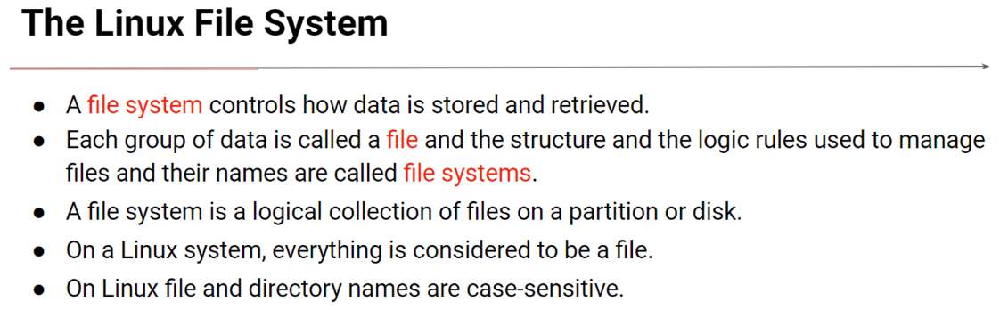 The Linux File System
● A file system controls how data is stored and retrieved.
● Each group of data is called a file and the structure and the logic rules used to manage
files and their names are called file systems.
● A file system is a logical collection of files on a partition or disk.
● On a Linux system, everything is considered to be a file.
● On Linux file and directory names are case-sensitive.